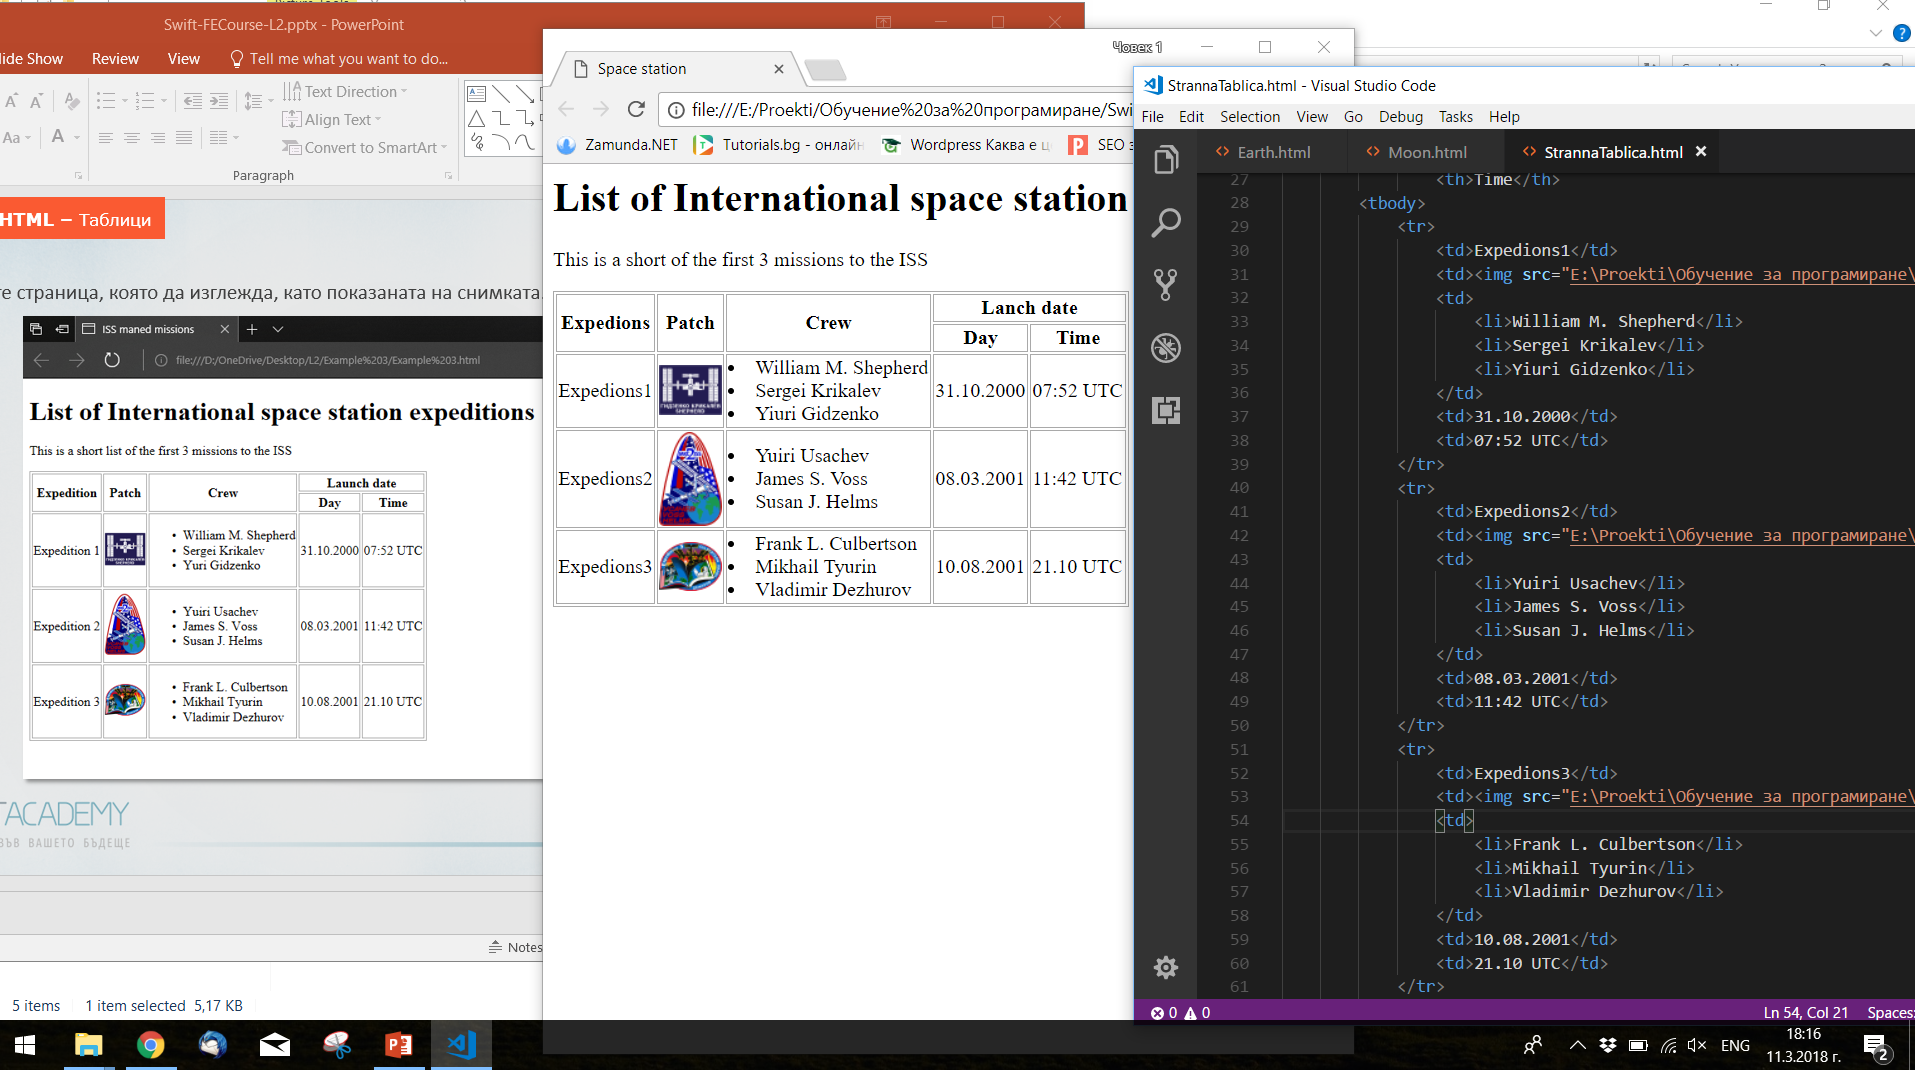 Swift-FECourse-L2.pptx - PowerPoint
lide Show Review View Tell me what you want to do...
Text Direction
Aa A Align Text
Convert to SmartArt
Paragraph
HTML – Таблици
те страница, която да изглежда, като показаната на снимката.
ISS maned missions
file:///D:/OneDrive/Desktop/L2/Example%203/Example%203.html
List of International space station expeditions
This is a short list of the first 3 missions to the ISS
Expedition Patch Crew Launch date
Day Time
Expedition 1
William M. Shepherd
Sergei Krikalev
Yuri Gidzenko
31.10.2000 07:52 UTC
Expedition 2
Yuiri Usachev
James S. Voss
Susan J. Helms
08.03.2001 11:42 UTC
Expedition 3
Frank L. Culbertson
Mikhail Tyurin
Vladimir Dezhurov
10.08.2001 21.10 UTC
TACADEMY
ВЪВ ВАШЕТО БЪДЕЩЕ
Notes
5 items 1 item selected 5,17 KB
Човек 1
Space station
file:///E:/Proekti/Обучение%20за%20програмиране/Swi
Zamunda.NET Tutorials.bg - онлайн Wordpress Каква е ц SEO з
List of International space station
This is a short of the first 3 missions to the ISS
Expedions Patch Crew Lanch date
Day Time
Expedions1
William M. Shepherd
Sergei Krikalev
Yiuri Gidzenko
31.10.2000 07:52 UTC
Expedions2
Yuiri Usachev
James S. Voss
Susan J. Helms
08.03.2001 11:42 UTC
Expedions3
Frank L. Culbertson
Mikhail Tyurin
Vladimir Dezhurov
10.08.2001 21.10 UTC
StrannaTablica.html - Visual Studio Code
File Edit Selection View Go Debug Tasks Help
Earth.html Moon.html StrannaTablica.html
27 <th>Time</th>
28 <tbody>
29 <tr>
30 <td>Expedions1</td>
31 <td><img src="E:\Proekti\Обучение за програмиране\
32 <td>
33 <li>William M. Shepherd</li>
34 <li>Sergei Krikalev</li>
35 <li>Yiuri Gidzenko</li>
36 </td>
37 <td>31.10.2000</td>
38 <td>07:52 UTC</td>
39 </tr>
40 <tr>
41 <td>Expedions2</td>
42 <td><img src="E:\Proekti\Обучение за програмиране\
43 <td>
44 <li>Yuiri Usachev</li>
45 <li>James S. Voss</li>
46 <li>Susan J. Helms</li>
47 </td>
48 <td>08.03.2001</td>
49 <td>11:42 UTC</td>
50 </tr>
51 <tr>
52 <td>Expedions3</td>
53 <td><img src="E:\Proekti\Обучение за програмиране\
54 <td>
55 <li>Frank L. Culbertson</li>
56 <li>Mikhail Tyurin</li>
57 <li>Vladimir Dezhurov</li>
58 </td>
59 <td>10.08.2001</td>
60 <td>21.10 UTC</td>
61 </tr>
0 0 Ln 54, Col 21 Spaces:
ENG 18:16
11.3.2018 г. 2